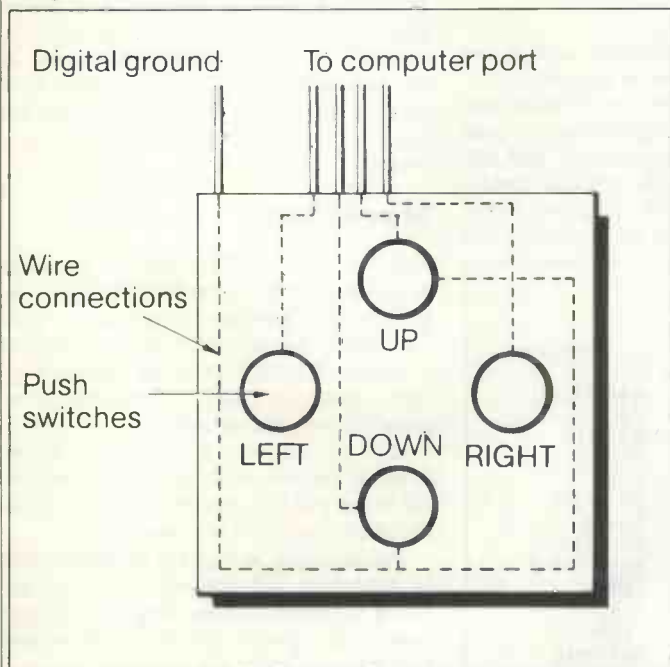 Digital ground
To computer port
Wire
connections
Push
switches
UP
LEFT
DOWN
RIGHT